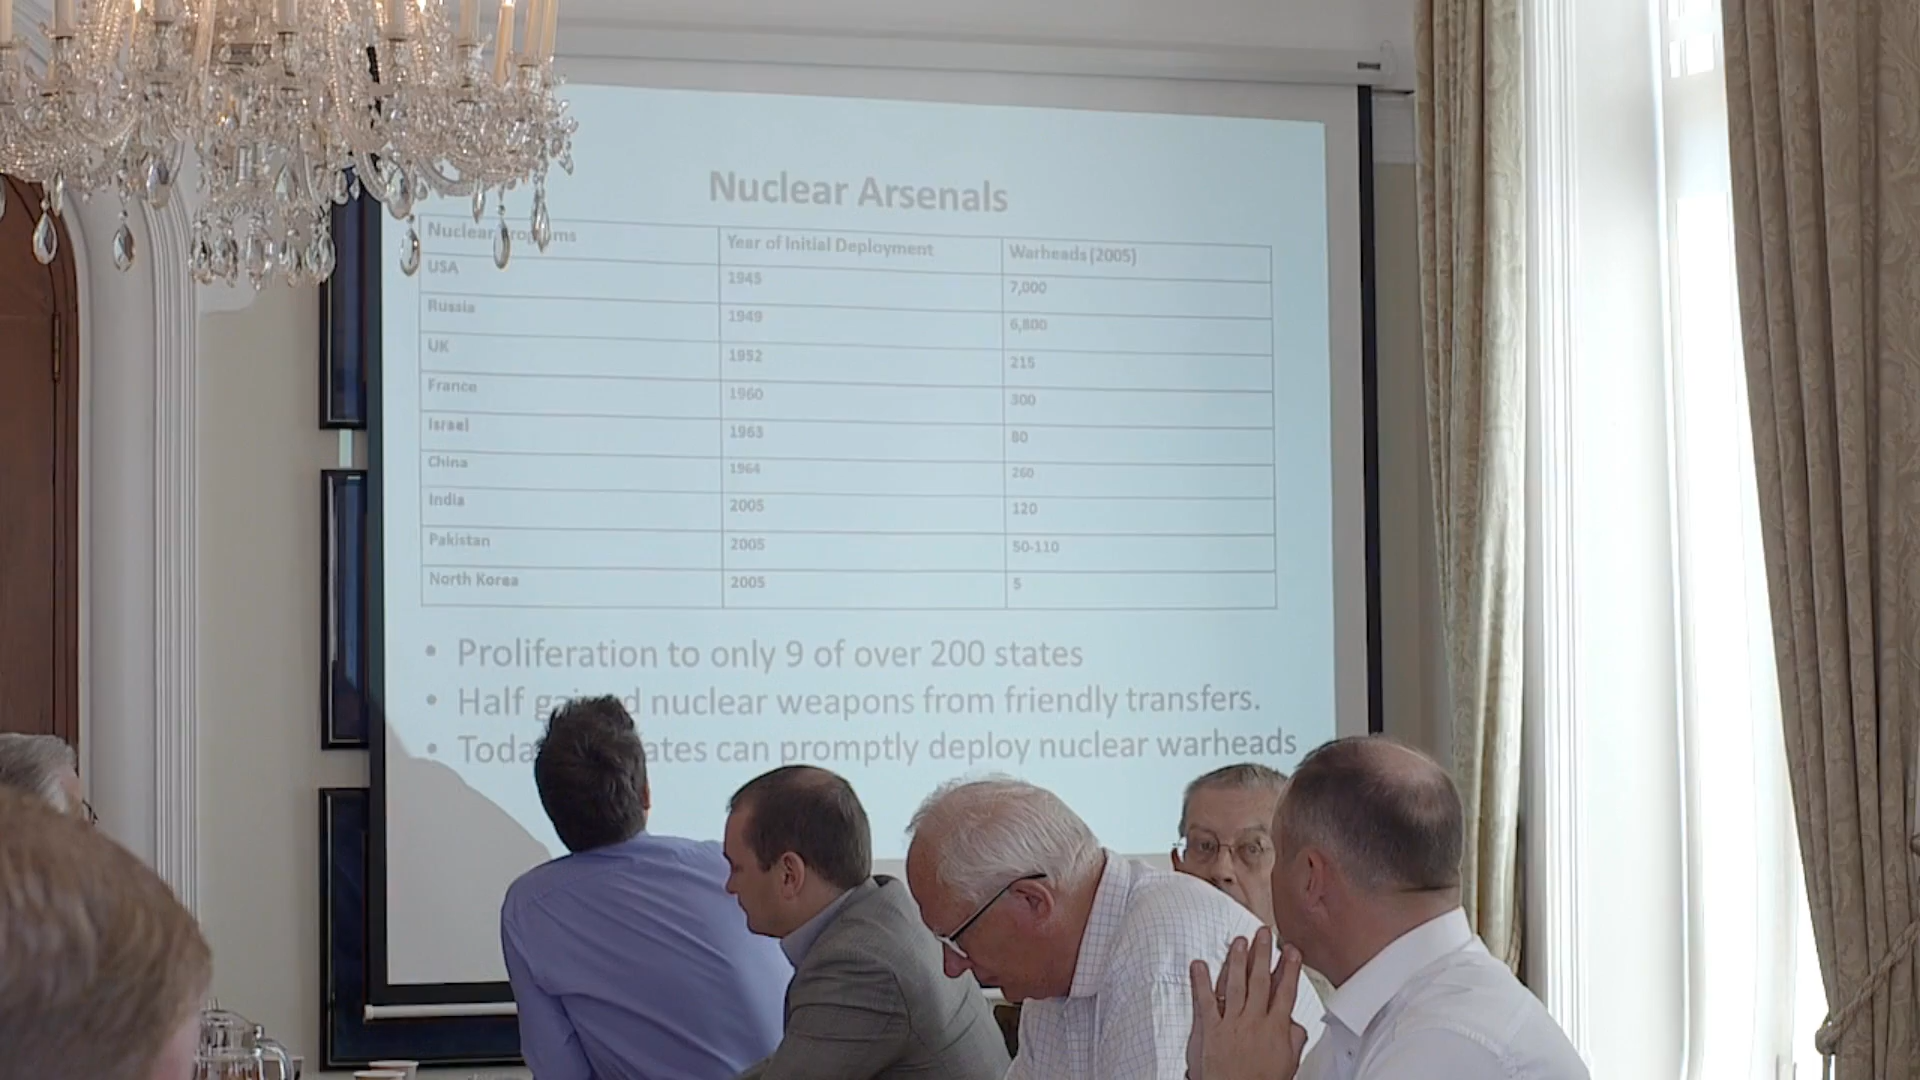 Nuclear Arsenals
Nuclear Programs Year of Initial Deployment Warheads (2005)
USA 1945 7,000
Russia 1949 6,800
UK 1952 215
France 1960 300
Israel 1963 80
China 1964 260
India 2005 120
Pakistan 2005 50-110
North Korea 2005 5
• Proliferation to only 9 of over 200 states
• Half gained nuclear weapons from friendly transfers.
• can promptly deploy nuclear warheads